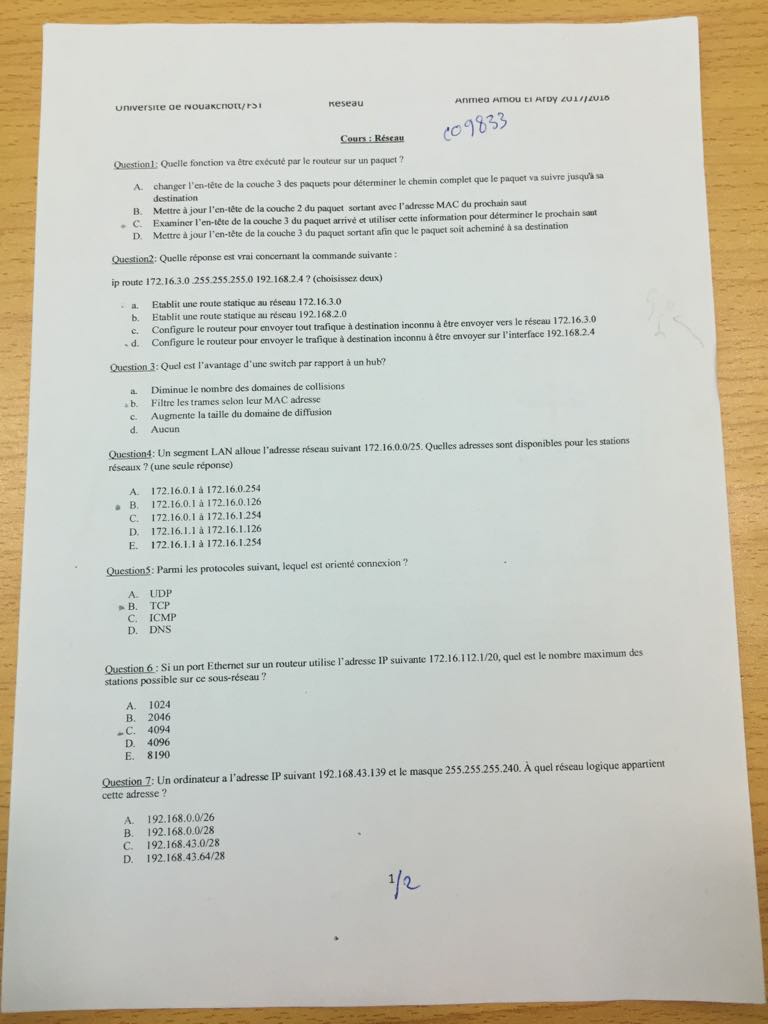 Université de Nouakchott/FST Réseau Ahmed Amou El Arby 2017/2018
c09833
Cours : Réseau
Question1: Quelle fonction va être exécuté par le routeur sur un paquet ?
A. changer l'en-tête de la couche 3 des paquets pour déterminer le chemin complet que le paquet va suivre jusqu'à sa
destination
B. Mettre à jour l'en-tête de la couche 2 du paquet sortant avec l'adresse MAC du prochain saut
C. Examiner l'en-tête de la couche 3 du paquet arrivé et utiliser cette information pour déterminer le prochain saut
D. Mettre à jour l'en-tête de la couche 3 du paquet sortant afin que le paquet soit acheminé à sa destination
Question2: Quelle réponse est vrai concernant la commande suivante :
ip route 172.16.3.0 .255.255.255.0 192.168.2.4 ? (choisissez deux)
a. Etablit une route statique au réseau 172.16.3.0
b. Etablit une route statique au réseau 192.168.2.0
c. Configure le routeur pour envoyer tout trafique à destination inconnu à être envoyer vers le réseau 172.16.3.0
d. Configure le routeur pour envoyer le trafique à destination inconnu à être envoyer sur l'interface 192.168.2.4
Question 3: Quel est l'avantage d'une switch par rapport à un hub?
a. Diminue le nombre des domaines de collisions
b. Filtre les trames selon leur MAC adresse
c. Augmente la taille du domaine de diffusion
d. Aucun
Question4: Un segment LAN alloue l'adresse réseau suivant 172.16.0.0/25. Quelles adresses sont disponibles pour les stations
réseaux ? (une seule réponse)
A. 172.16.0.1 à 172.16.0.254
B. 172.16.0.1 à 172.16.0.126
C. 172.16.0.1 à 172.16.1.254
D. 172.16.1.1 à 172.16.1.126
E. 172.16.1.1 à 172.16.1.254
Question5: Parmi les protocoles suivant, lequel est orienté connexion ?
A. UDP
B. TCP
C. ICMP
D. DNS
Question 6 : Si un port Ethernet sur un routeur utilise l'adresse IP suivante 172.16.112.1/20, quel est le nombre maximum des
stations possible sur ce sous-réseau ?
A. 1024
B. 2046
C. 4094
D. 4096
E. 8190
Question 7: Un ordinateur a l'adresse IP suivant 192.168.43.139 et le masque 255.255.255.240. À quel réseau logique appartient
cette adresse ?
A. 192.168.0.0/26
B. 192.168.0.0/28
C. 192.168.43.0/28
D. 192.168.43.64/28
1/2